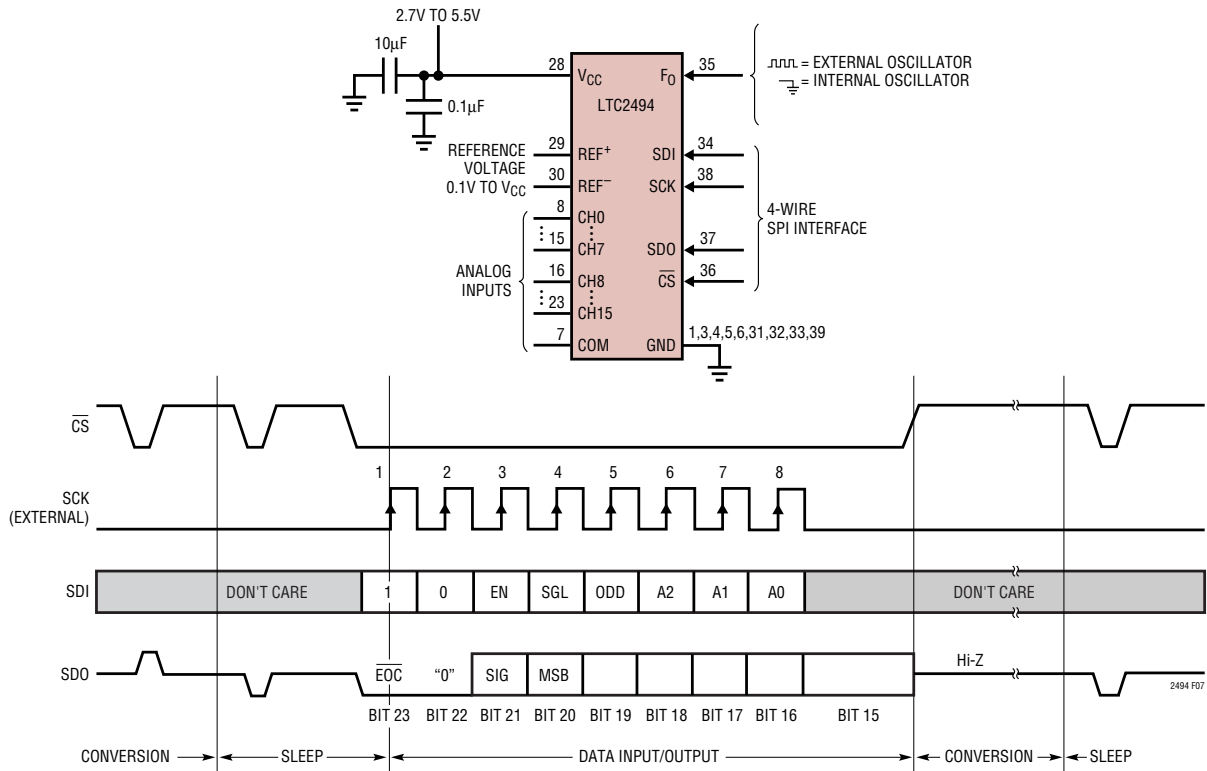 2.7V TO 5.5V
10µF
0.1µF
28
VCC
LTC2494
FO
35
= EXTERNAL OSCILLATOR
= INTERNAL OSCILLATOR
REFERENCE
VOLTAGE
0.1V TO VCC
29
REF+
30
REF–
SDI
34
SCK
38
4-WIRE
SPI INTERFACE
ANALOG
INPUTS
8
CH0
15
CH7
16
CH8
23
CH15
7
COM
SDO
37
CS
36
GND
1,3,4,5,6,31,32,33,39
CS
SCK
(EXTERNAL)
1 2 3 4 5 6 7 8
SDI DON'T CARE 1 0 EN SGL ODD A2 A1 A0 DON'T CARE
SDO EOC “0” SIG MSB Hi-Z
2494 F07
BIT 23 BIT 22 BIT 21 BIT 20 BIT 19 BIT 18 BIT 17 BIT 16 BIT 15
CONVERSION SLEEP DATA INPUT/OUTPUT CONVERSION SLEEP